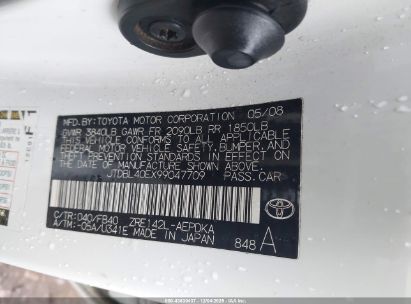 MFD.BY:TOYOTA MOTOR CORPORATION 05/08
GVWR 3840LB GAWR FR 2090LB RR 1850LB
THIS VEHICLE CONFORMS TO ALL APPLICABLE
FEDERAL MOTOR VEHICLE SAFETY, BUMPER, AND
THEFT PREVENTION STANDARDS IN EFFECT ON THE
DATE OF MANUFACTURE SHOWN ABOVE.
JTDBL40EX99047709 PASS.CAR
C/TR:040/FB40 ZRE142L-AEPDKA
A/TM:-05A/U341E MADE IN JAPAN 848 A